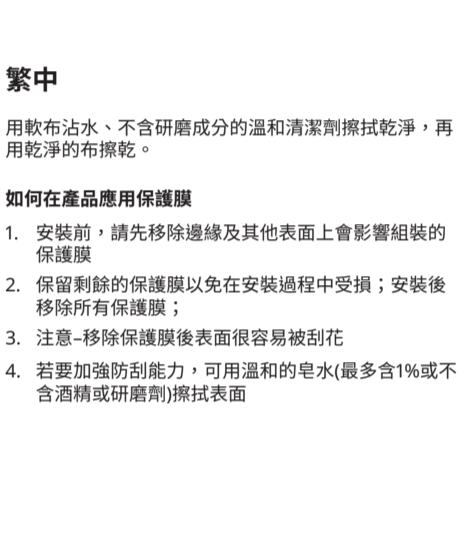 繁中
用軟布沾水、不含研磨成分的溫和清潔劑擦拭乾淨，再
用乾淨的布擦乾。
如何在產品應用保護膜
1. 安裝前，請先移除邊緣及其他表面上會影響組裝的
保護膜
2. 保留剩餘的保護膜以免在安裝過程中受損；安裝後
移除所有保護膜；
3. 注意–移除保護膜後表面很容易被刮花
4. 若要加強防刮能力，可用溫和的皂水(最多含1%或不
含酒精或研磨劑)擦拭表面